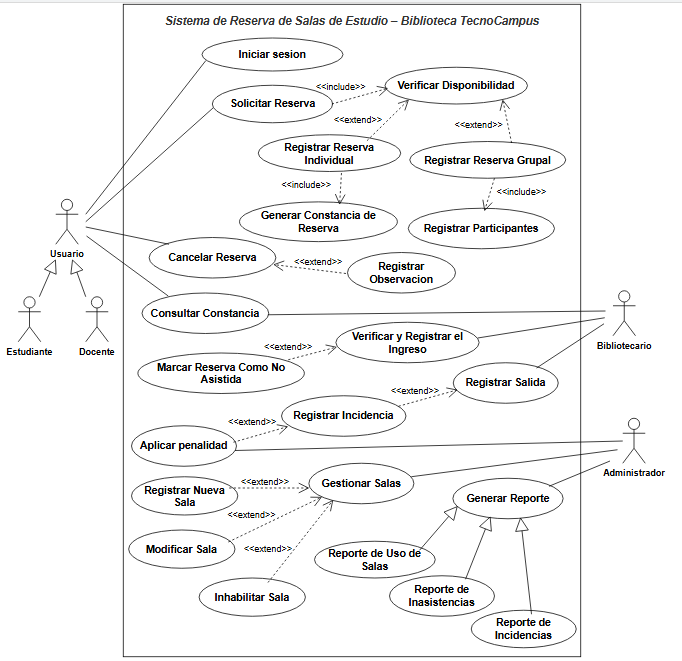 Sistema de Reserva de Salas de Estudio – Biblioteca TecnoCampus
Iniciar sesion
<<include>>
Verificar Disponibilidad
Solicitar Reserva
<<extend>>
<<extend>>
Registrar Reserva
Individual
Registrar Reserva Grupal
<<include>>
<<include>>
Generar Constancia de
Reserva
Registrar Participantes
Usuario
Cancelar Reserva
<<extend>>
Registrar
Observacion
Estudiante
Docente
Consultar Constancia
Bibliotecario
Verificar y Registrar el
Ingreso
<<extend>>
Marcar Reserva Como No
Asistida
Registrar Salida
<<extend>>
Registrar Incidencia
<<extend>>
Aplicar penalidad
Administrador
Registrar Nueva
Sala
<<extend>>
Gestionar Salas
Generar Reporte
<<extend>>
Modificar Sala
<<extend>>
Reporte de Uso de
Salas
Inhabilitar Sala
Reporte de
Inasistencias
Reporte de
Incidencias